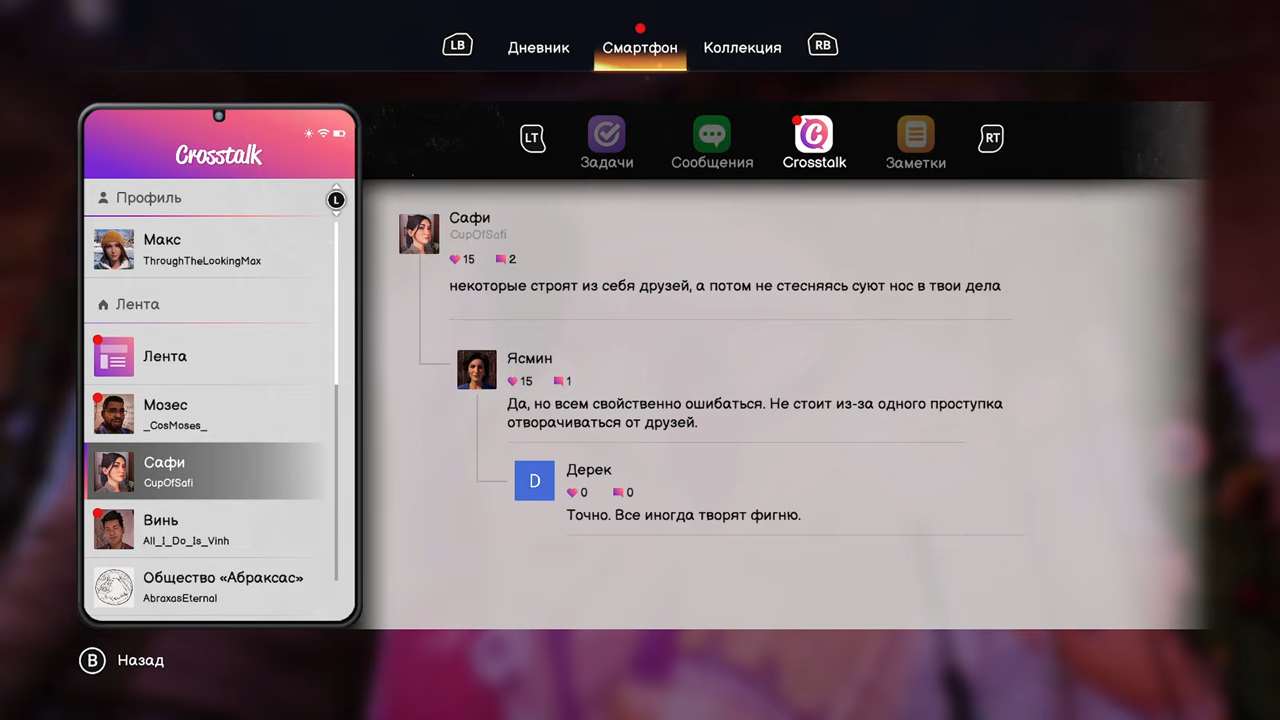 LB
Дневник
Смартфон
Коллекция
RB
Crosstalk
Профиль
L
Макс
ThroughTheLookingMax
Лента
Лента
Мозес
_CosMoses_
Сафи
CupOfSafi
Винь
All_I_Do_Is_Vinh
Общество «Абраксас»
AbraxasEternal
LT
Задачи
Сообщения
Crosstalk
Заметки
RT
Сафи
CupOfSafi
15 2
некоторые строят из себя друзей, а потом не стесняясь суют нос в твои дела
Ясмин
15 1
Да, но всем свойственно ошибаться. Не стоит из-за одного проступка
отворачиваться от друзей.
D
Дерек
0 0
Точно. Все иногда творят фигню.
B Назад